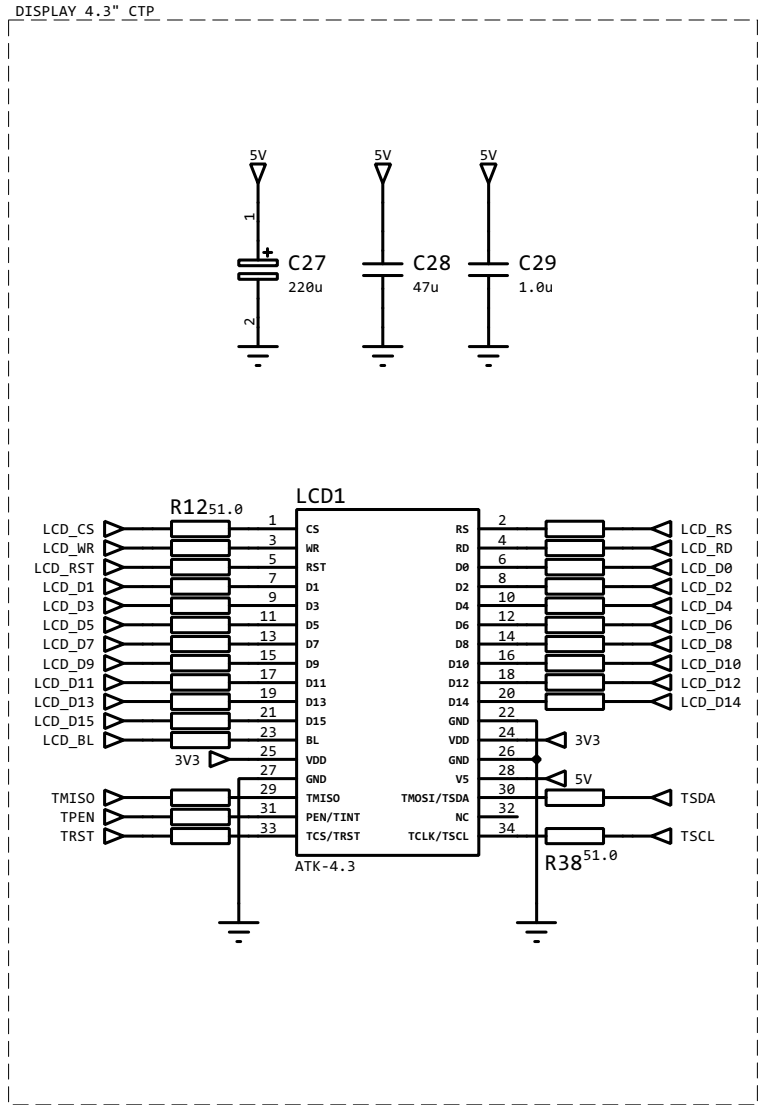 DISPLAY 4.3" CTP
5V 5V 5V
1
+
C27 C28 C29
220u 47u 1.0u
2
LCD1
R12 51.0
LCD_CS 1 CS RS 2 LCD_RS
LCD_WR 3 WR RD 4 LCD_RD
LCD_RST 5 RST D0 6 LCD_D0
LCD_D1 7 D1 D2 8 LCD_D2
LCD_D3 9 D3 D4 10 LCD_D4
LCD_D5 11 D5 D6 12 LCD_D6
LCD_D7 13 D7 D8 14 LCD_D8
LCD_D9 15 D9 D10 16 LCD_D10
LCD_D11 17 D11 D12 18 LCD_D12
LCD_D13 19 D13 D14 20 LCD_D14
LCD_D15 21 D15 GND 22
LCD_BL 23 BL VDD 24 3V3
3V3 25 VDD GND 26
27 GND V5 28 5V
TMISO 29 TMISO TMOSI/TSDA 30 TSDA
TPEN 31 PEN/TINT NC 32
TRST 33 TCS/TRST TCLK/TSCL 34 TSCL
R38 51.0
ATK-4.3